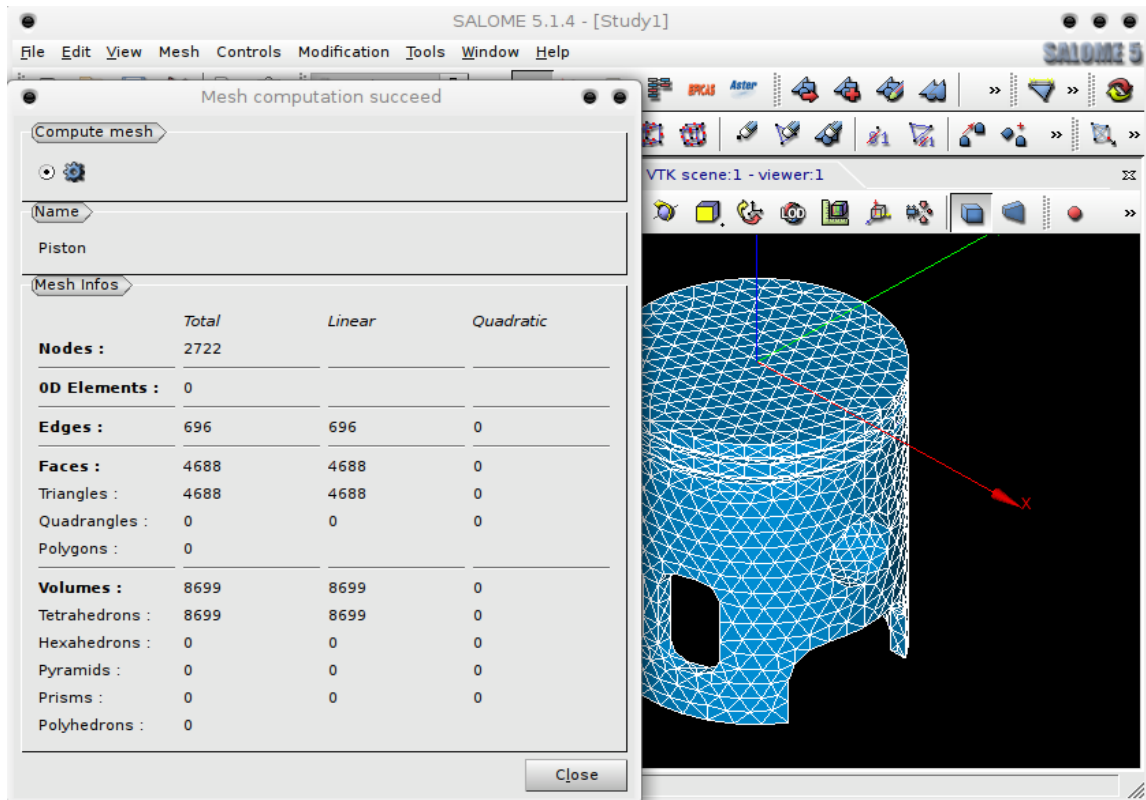 SALOME 5.1.4 - [Study1]
File Edit View Mesh Controls Modification Tools Window Help
SALOME 5
Mesh computation succeed
EFICAS Aster » »
Compute mesh
» »
VTK scene:1 - viewer:1
Name
LOD »
Piston
Mesh Infos
Total Linear Quadratic
Nodes : 2722
0D Elements : 0
Edges : 696 696 0
Faces : 4688 4688 0
Triangles : 4688 4688 0
Quadrangles : 0 0 0
Polygons : 0
Volumes : 8699 8699 0
Tetrahedrons : 8699 8699 0
Hexahedrons : 0 0 0
Pyramids : 0 0 0
Prisms : 0 0 0
Polyhedrons : 0
X
Close